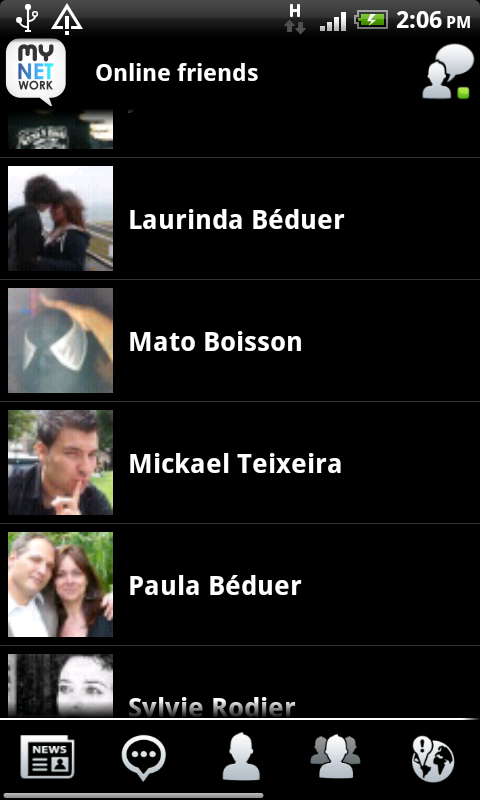 H
2:06 PM
MY
NET
WORK
Online friends
Laurinda Béduer
Mato Boisson
Mickael Teixeira
Paula Béduer
Sylvie Rodier
NEWS